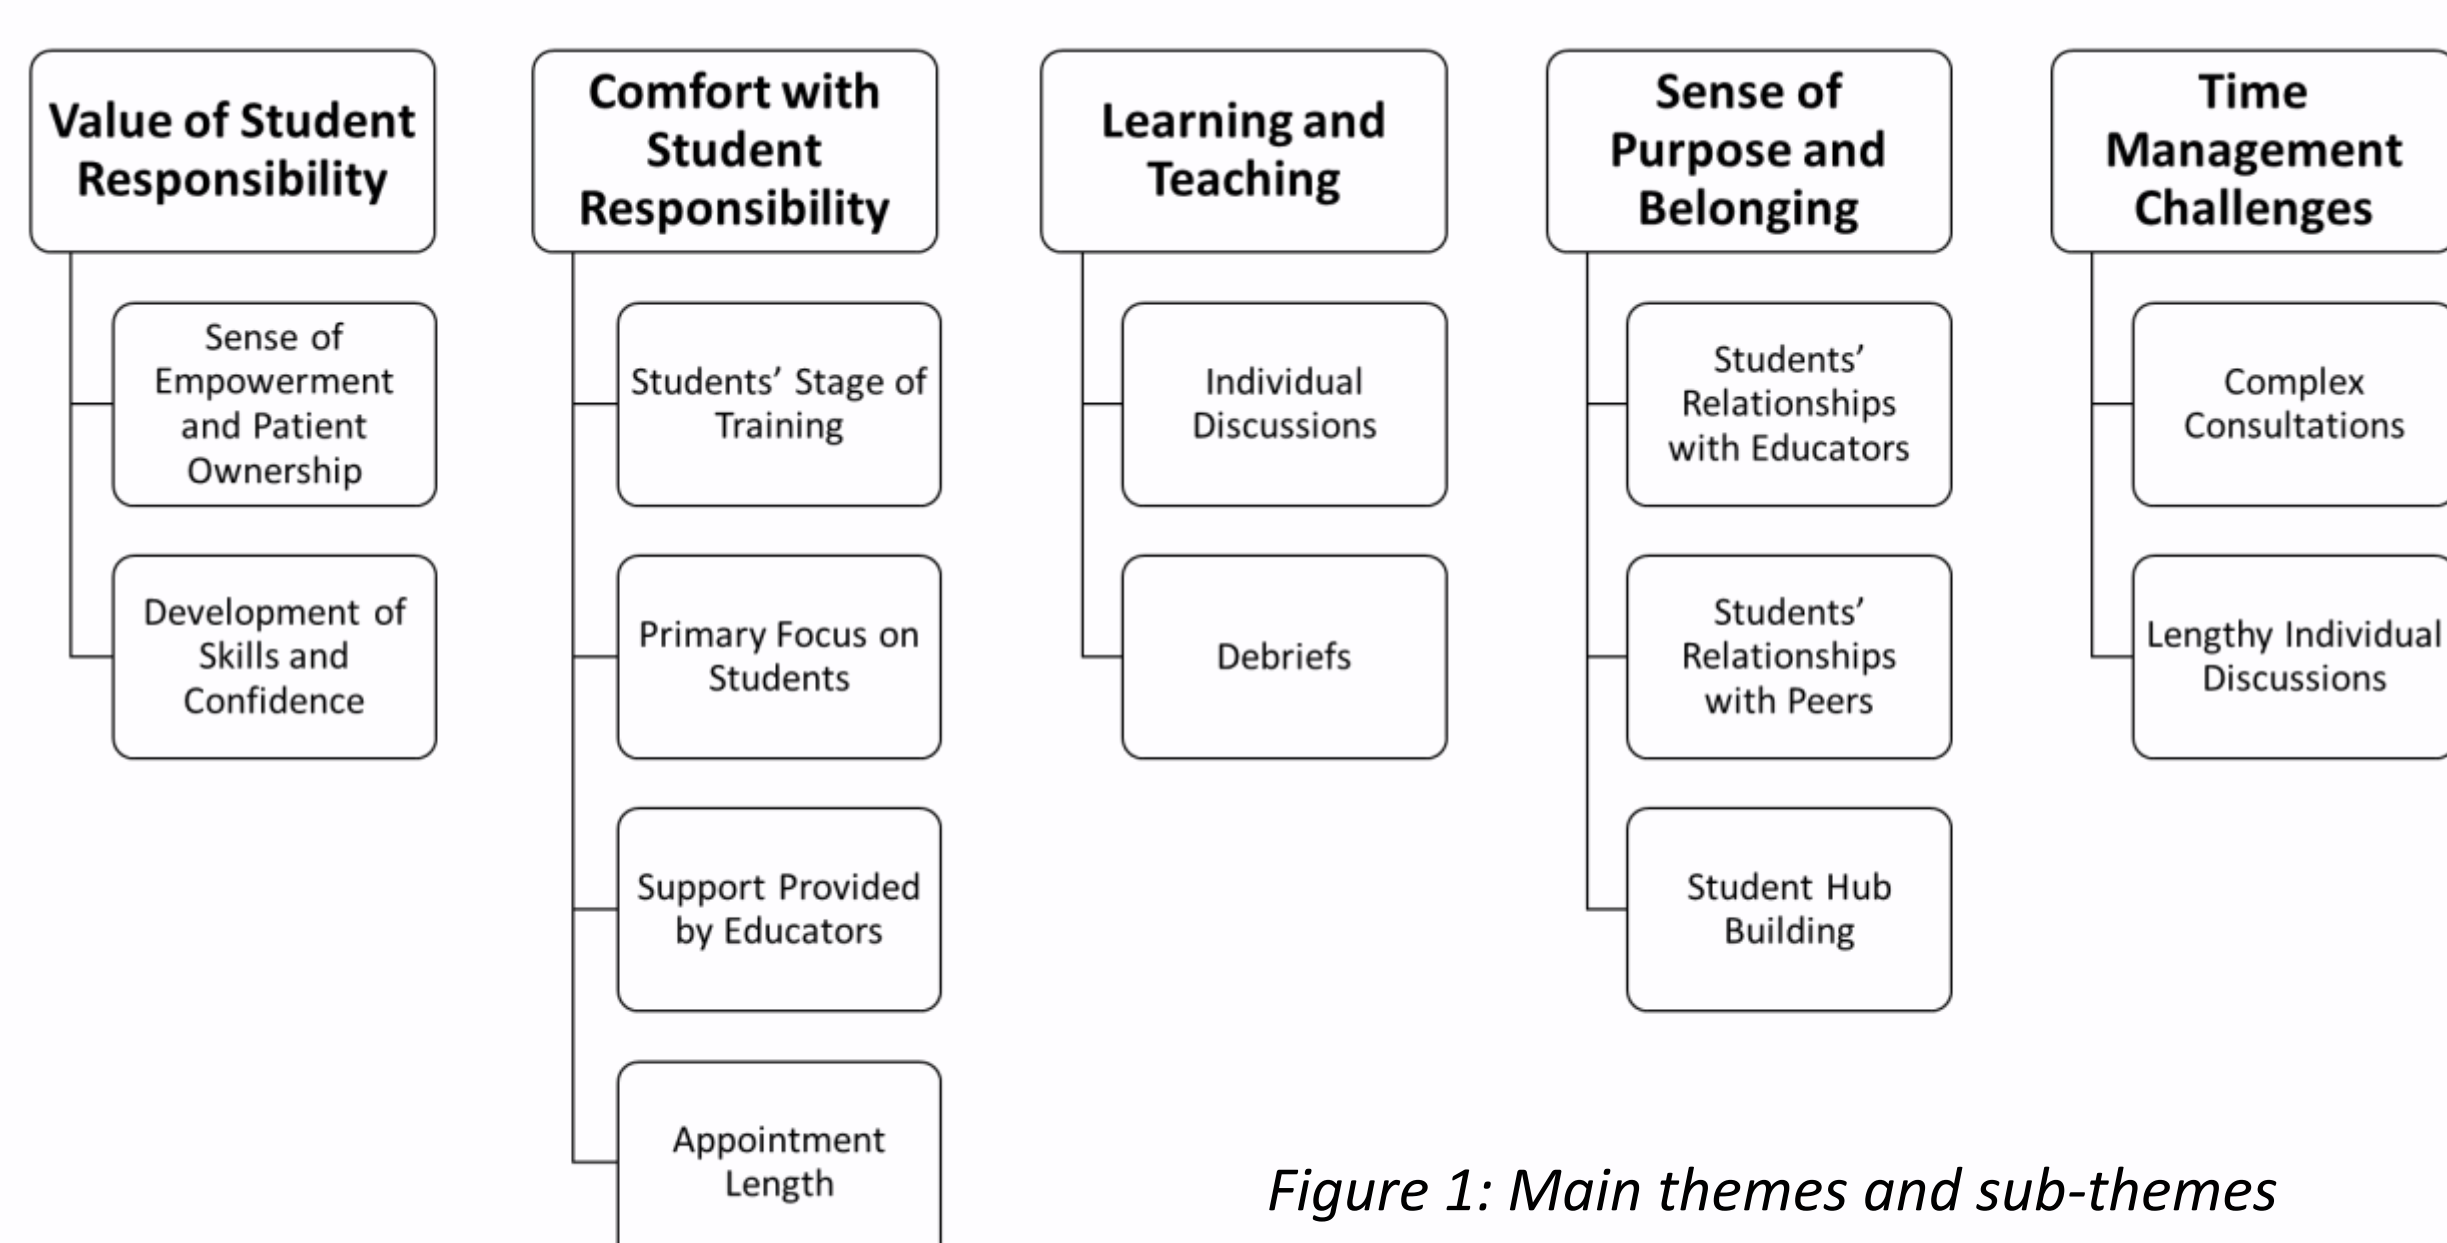 Value of Student
Responsibility
Sense of
Empowerment
and Patient
Ownership
Development of
Skills and
Confidence
Comfort with
Student
Responsibility
Students’ Stage of
Training
Primary Focus on
Students
Support Provided
by Educators
Appointment
Length
Learning and
Teaching
Individual
Discussions
Debriefs
Sense of
Purpose and
Belonging
Students’
Relationships
with Educators
Students’
Relationships
with Peers
Student Hub
Building
Time
Management
Challenges
Complex
Consultations
Lengthy Individual
Discussions
Figure 1: Main themes and sub-themes